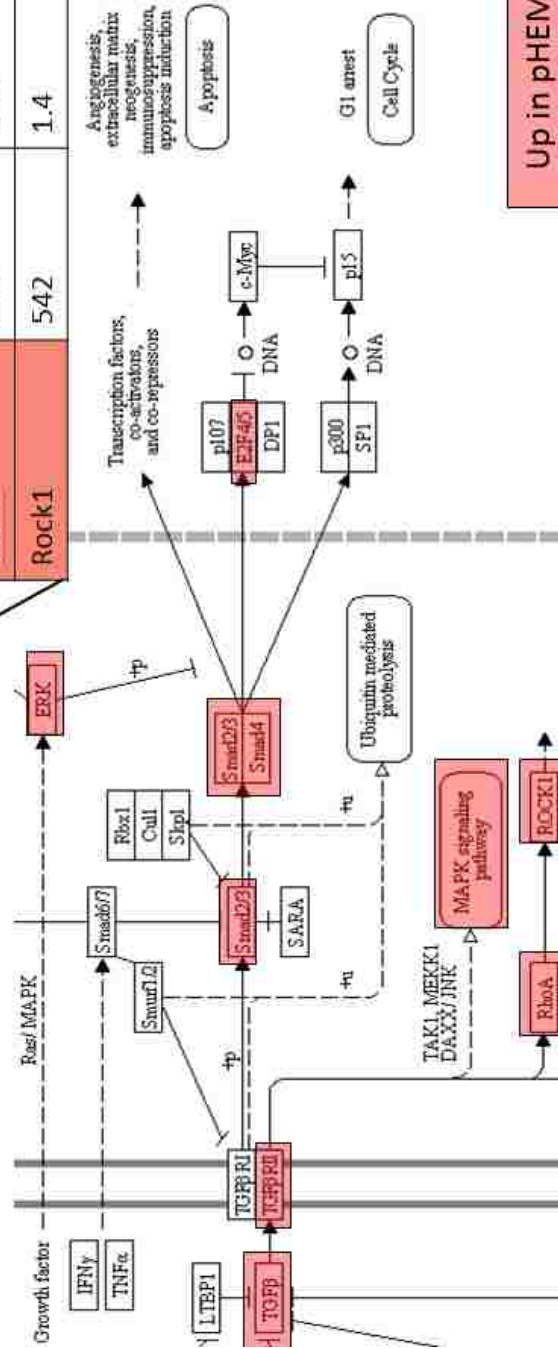 Growth factor
Ras/MAPK
ERK
+p
IFNγ
TNFα
Smad6/7
Smurf1/2
Rbx1
Cul1
Skp1
LTBP1
TGFβ
TGFβ RI
TGFβ RII
+p
Smad2/3
SARA
+u
+u
Smad2/3
Smad4
Ubiquitin mediated
proteolysis
TAK1, MEKK1
DAXX/JNK
MAPK signaling
pathway
RhoA
ROCK1
Rock1
542
1.4
Transcription factors,
co-activators,
and co-repressors
Angiogenesis,
extracellular matrix
neogenesis,
immunosuppression,
apoptosis induction
Apoptosis
p107
E2F4/5
DP1
DNA
c-Myc
p300
SP1
DNA
p15
G1 arrest
Cell Cycle
Up in pHEM